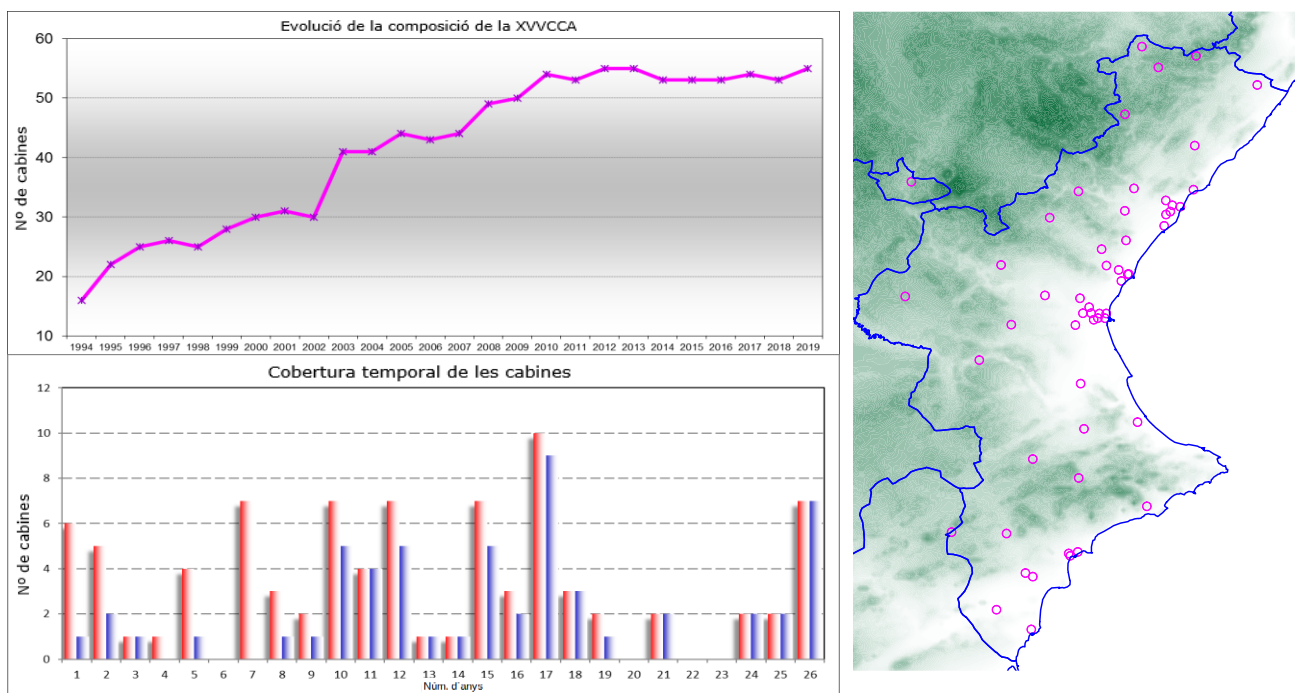 Evolució de la composició de la XVVCCA
Nº de cabines
60
50
40
30
20
10
1994 1995 1996 1997 1998 1999 2000 2001 2002 2003 2004 2005 2006 2007 2008 2009 2010 2011 2012 2013 2014 2015 2016 2017 2018 2019
Cobertura temporal de les cabines
Nº de cabines
12
10
8
6
4
2
0
1 2 3 4 5 6 7 8 9 10 11 12 13 14 15 16 17 18 19 20 21 22 23 24 25 26
Núm. d'anys